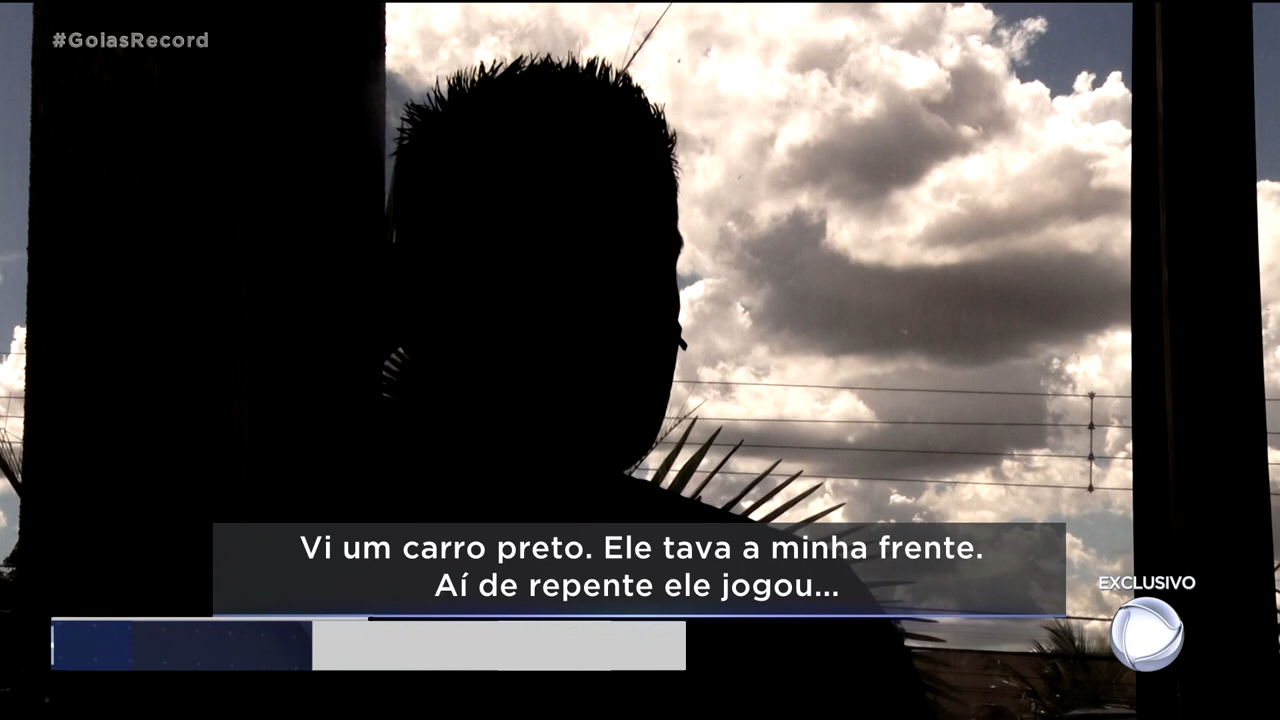 #GoiasRecord
Vi um carro preto. Ele tava a minha frente.
Aí de repente ele jogou...
EXCLUSIVO